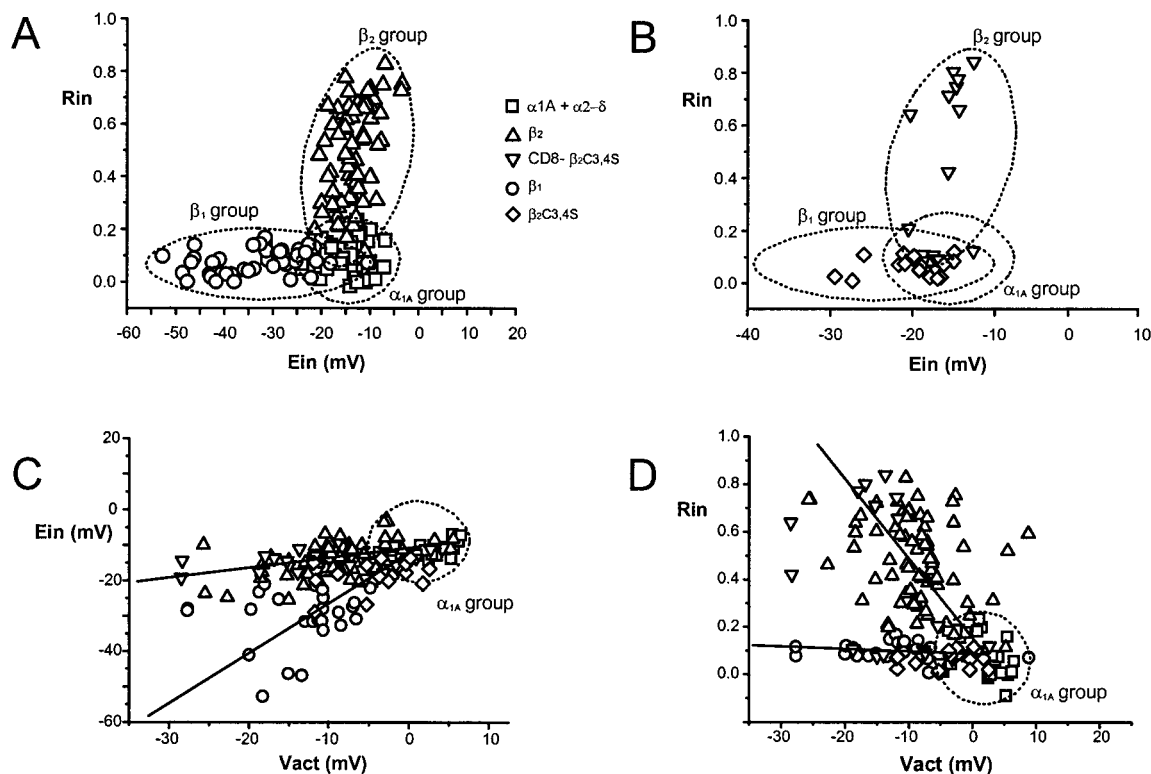 A
Rin
1.0
0.8
0.6
0.4
0.2
0.0
-60 -50 -40 -30 -20 -10 0 10 20
Ein (mV)
β2 group
β1 group
α1A group
α1A + α2-δ
β2
CD8- β2C3,4S
β1
β2C3,4S
B
Rin
1.0
0.8
0.6
0.4
0.2
0.0
-40 -30 -20 -10 0 10
Ein (mV)
β2 group
β1 group
α1A group
C
Ein (mV)
20
0
-20
-40
-60
-30 -20 -10 0 10
Vact (mV)
α1A group
D
Rin
1.0
0.8
0.6
0.4
0.2
0.0
-30 -20 -10 0 10 20
Vact (mV)
α1A group